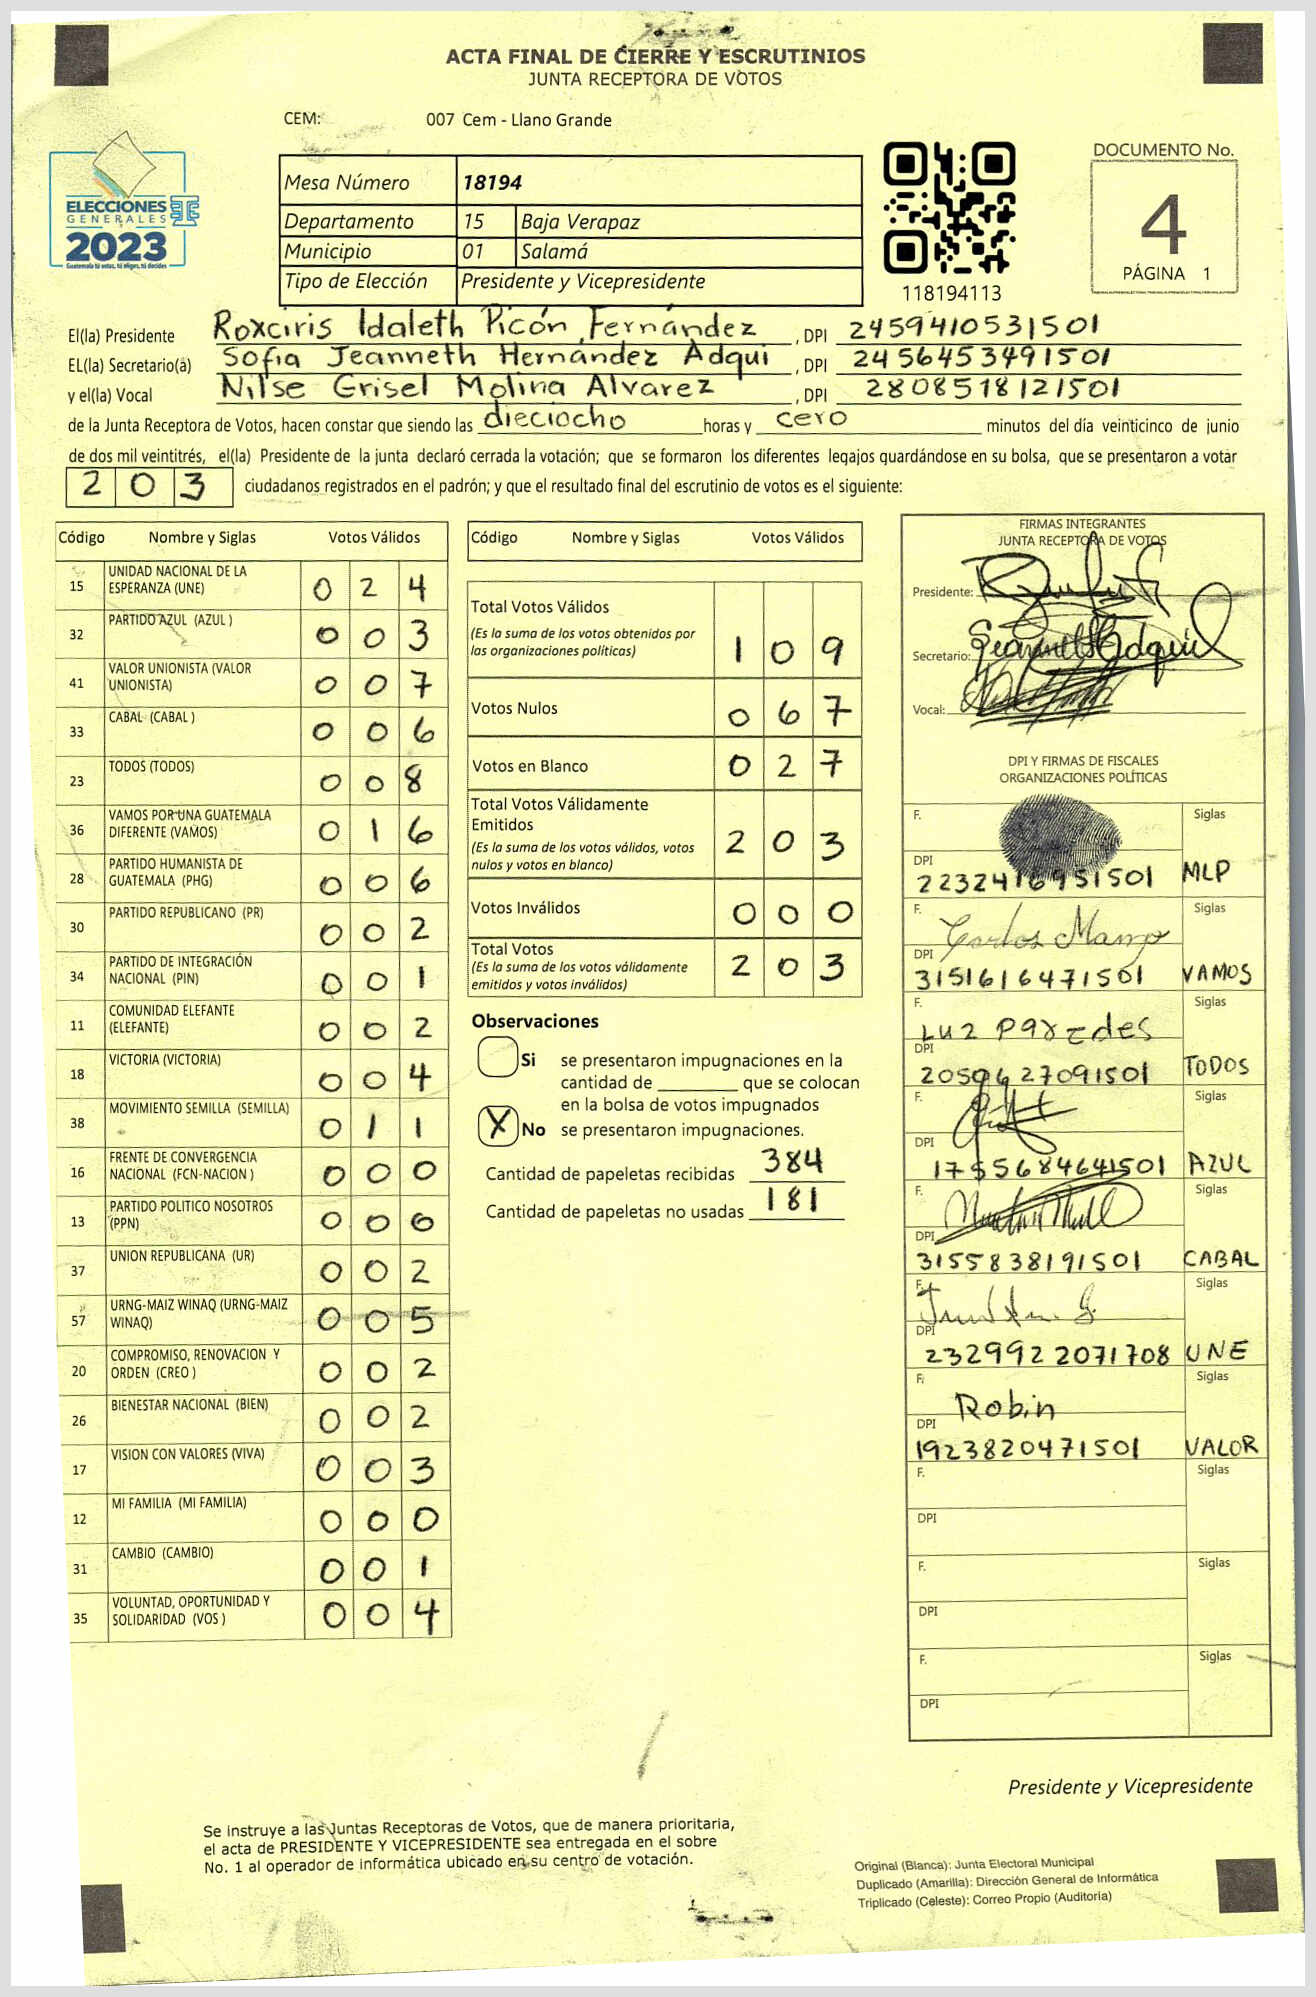 ACTA FINAL DE CIERRE Y ESCRUTINIOS
JUNTA RECEPTORA DE VOTOS
CEM: 007 Cem - Llano Grande
ELECCIONES
GENERALES
2023
Guatemala tú votas, tú eliges, tú decides
Mesa Número 18194
Departamento 15 Baja Verapaz
Municipio 01 Salamá
Tipo de Elección Presidente y Vicepresidente
118194113
DOCUMENTO No.
4
PÁGINA 1
El(la) Presidente Roxciris Idaleth Picón Fernández, DPI 2459410531501
EL(la) Secretario(a) Sofia Jeanneth Hernández Adqui, DPI 2456453491501
y el(la) Vocal Nilse Grisel Molina Alvarez, DPI 2808518121501
de la Junta Receptora de Votos, hacen constar que siendo las dieciocho horas y cero minutos del día veinticinco de junio
de dos mil veintitrés, el(la) Presidente de la junta declaró cerrada la votación; que se formaron los diferentes legajos guardándose en su bolsa, que se presentaron a votar
203 ciudadanos registrados en el padrón; y que el resultado final del escrutinio de votos es el siguiente:
Código Nombre y Siglas Votos Válidos
15 UNIDAD NACIONAL DE LA ESPERANZA (UNE) 0 2 4
32 PARTIDO AZUL (AZUL ) 0 0 3
41 VALOR UNIONISTA (VALOR UNIONISTA) 0 0 7
33 CABAL (CABAL ) 0 0 6
23 TODOS (TODOS) 0 0 8
36 VAMOS POR UNA GUATEMALA DIFERENTE (VAMOS) 0 1 6
28 PARTIDO HUMANISTA DE GUATEMALA (PHG) 0 0 6
30 PARTIDO REPUBLICANO (PR) 0 0 2
34 PARTIDO DE INTEGRACIÓN NACIONAL (PIN) 0 0 1
11 COMUNIDAD ELEFANTE (ELEFANTE) 0 0 2
18 VICTORIA (VICTORIA) 0 0 4
38 MOVIMIENTO SEMILLA (SEMILLA) 0 1 1
16 FRENTE DE CONVERGENCIA NACIONAL (FCN-NACION ) 0 0 0
13 PARTIDO POLITICO NOSOTROS (PPN) 0 0 0
37 UNION REPUBLICANA (UR) 0 0 2
57 URNG-MAIZ WINAQ (URNG-MAIZ WINAQ) 0 0 5
20 COMPROMISO, RENOVACION Y ORDEN (CREO ) 0 0 2
26 BIENESTAR NACIONAL (BIEN) 0 0 2
17 VISION CON VALORES (VIVA) 0 0 3
12 MI FAMILIA (MI FAMILIA) 0 0 0
31 CAMBIO (CAMBIO) 0 0 1
35 VOLUNTAD, OPORTUNIDAD Y SOLIDARIDAD (VOS ) 0 0 4
Código Nombre y Siglas Votos Válidos
Total Votos Válidos
(Es la suma de los votos obtenidos por
las organizaciones políticas) 1 0 9
Votos Nulos 0 6 7
Votos en Blanco 0 2 7
Total Votos Válidamente
Emitidos
(Es la suma de los votos válidos, votos
nulos y votos en blanco) 2 0 3
Votos Inválidos 0 0 0
Total Votos
(Es la suma de los votos válidamente
emitidos y votos inválidos) 2 0 3
Observaciones
Si se presentaron impugnaciones en la
cantidad de ________ que se colocan
en la bolsa de votos impugnados
X No se presentaron impugnaciones.
Cantidad de papeletas recibidas 384
Cantidad de papeletas no usadas 181
FIRMAS INTEGRANTES
JUNTA RECEPTORA DE VOTOS
Presidente:
Secretario:
Vocal:
DPI Y FIRMAS DE FISCALES
ORGANIZACIONES POLÍTICAS
F. Siglas
DPI 2232416951501 MLP
F. Carlos Siglas
DPI 3151616471501 VAMOS
F. Luz Paredes Siglas
DPI 2059427091501 TODOS
F. Siglas
DPI 1755684641501 AZUL
F. Siglas
DPI 3155838191501 CABAL
F. Siglas
DPI 2329922071708 UNE
F. Robin Siglas
DPI 1923820471501 VALOR
F. Siglas
DPI
F. Siglas
DPI
F. Siglas
DPI
Presidente y Vicepresidente
Se instruye a las Juntas Receptoras de Votos, que de manera prioritaria,
el acta de PRESIDENTE Y VICEPRESIDENTE sea entregada en el sobre
No. 1 al operador de informática ubicado en su centro de votación.
Original (Blanca): Junta Electoral Municipal
Duplicado (Amarilla): Dirección General de Informática
Triplicado (Celeste): Correo Propio (Auditoria)